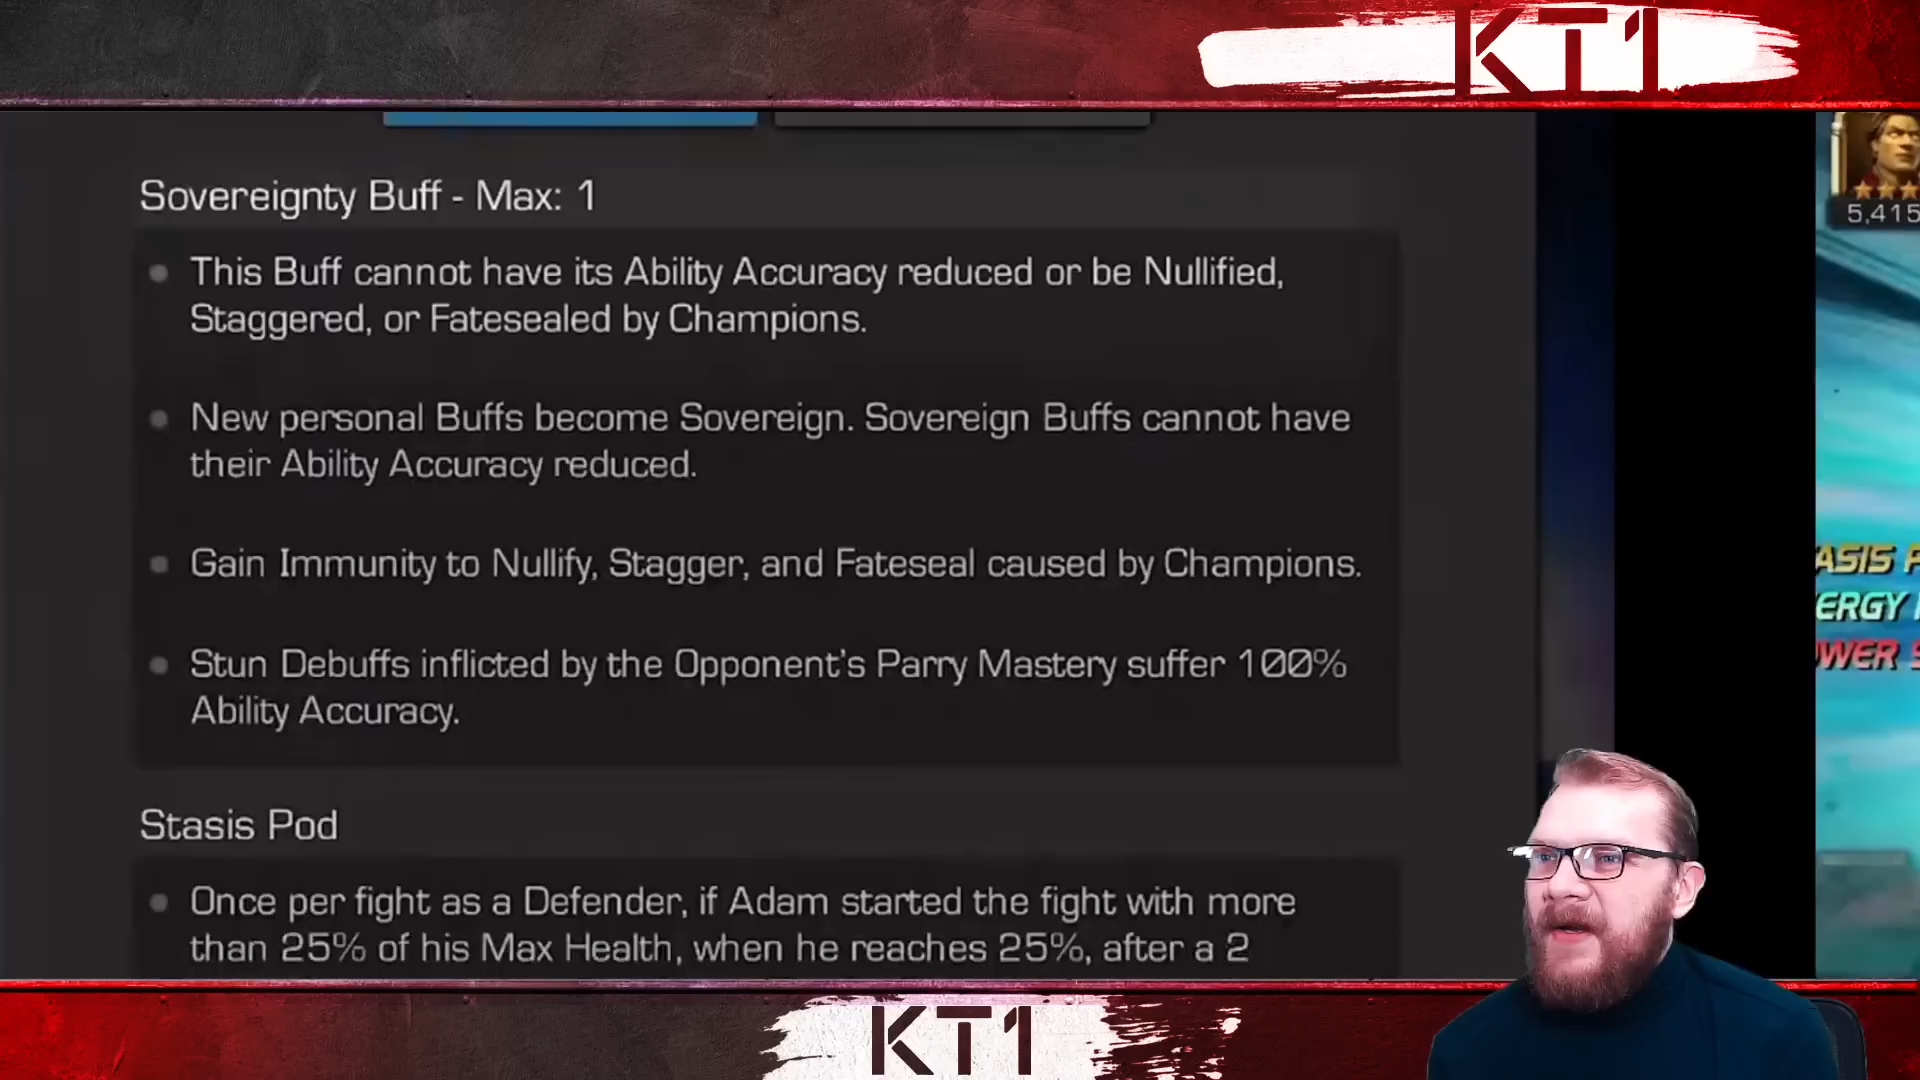 KT1
Sovereignty Buff - Max: 1
This Buff cannot have its Ability Accuracy reduced or be Nullified,
Staggered, or Fatesealed by Champions.
5,415
New personal Buffs become Sovereign. Sovereign Buffs cannot have
their Ability Accuracy reduced.
Gain Immunity to Nullify, Stagger, and Fateseal caused by Champions.
ASIS P
ERGY
OWER S
Stun Debuffs inflicted by the Opponent's Parry Mastery suffer 100%
Ability Accuracy.
Stasis Pod
Once per fight as a Defender, if Adam started the fight with more
than 25% of his Max Health, when he reaches 25%, after a 2
KT1